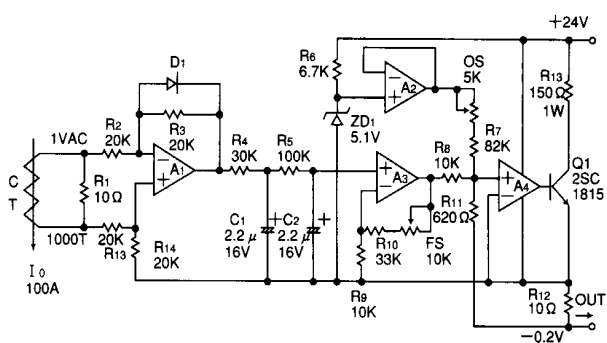 +24V
D1
R6
6.7K
OS
5K
R13
150Ω
1W
A2
R3
20K
ZD1
5.1V
1VAC
R2
20K
R4
30K
R5
100K
R7
82K
Q1
2SC
1815
C
T
R1
10Ω
A1
A3
R8
10K
A4
R11
620Ω
C1
2.2μ
16V
C2
2.2μ
16V
1000T
20K
R13
R14
20K
R10
33K
FS
10K
I0
100A
R9
10K
R12
10Ω
OUT
-0.2V